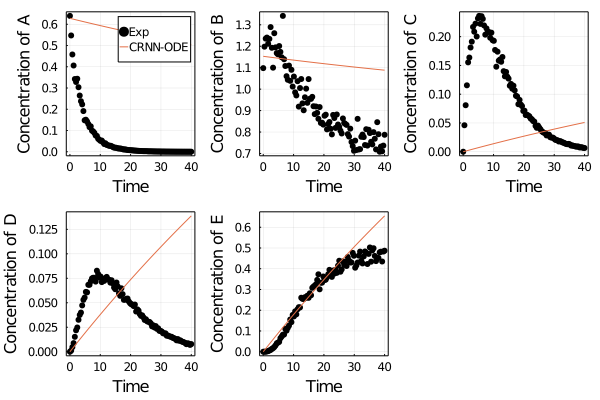 Concentration of A
0.6
0.5
0.4
0.3
0.2
0.1
0.0
0 10 20 30 40
Time
Exp
CRNN-ODE
Concentration of B
1.3
1.2
1.1
1.0
0.9
0.8
0.7
0 10 20 30 40
Time
Concentration of C
0.20
0.15
0.10
0.05
0.00
0 10 20 30 40
Time
Concentration of D
0.125
0.100
0.075
0.050
0.025
0.000
0 10 20 30 40
Time
Concentration of E
0.6
0.5
0.4
0.3
0.2
0.1
0.0
0 10 20 30 40
Time